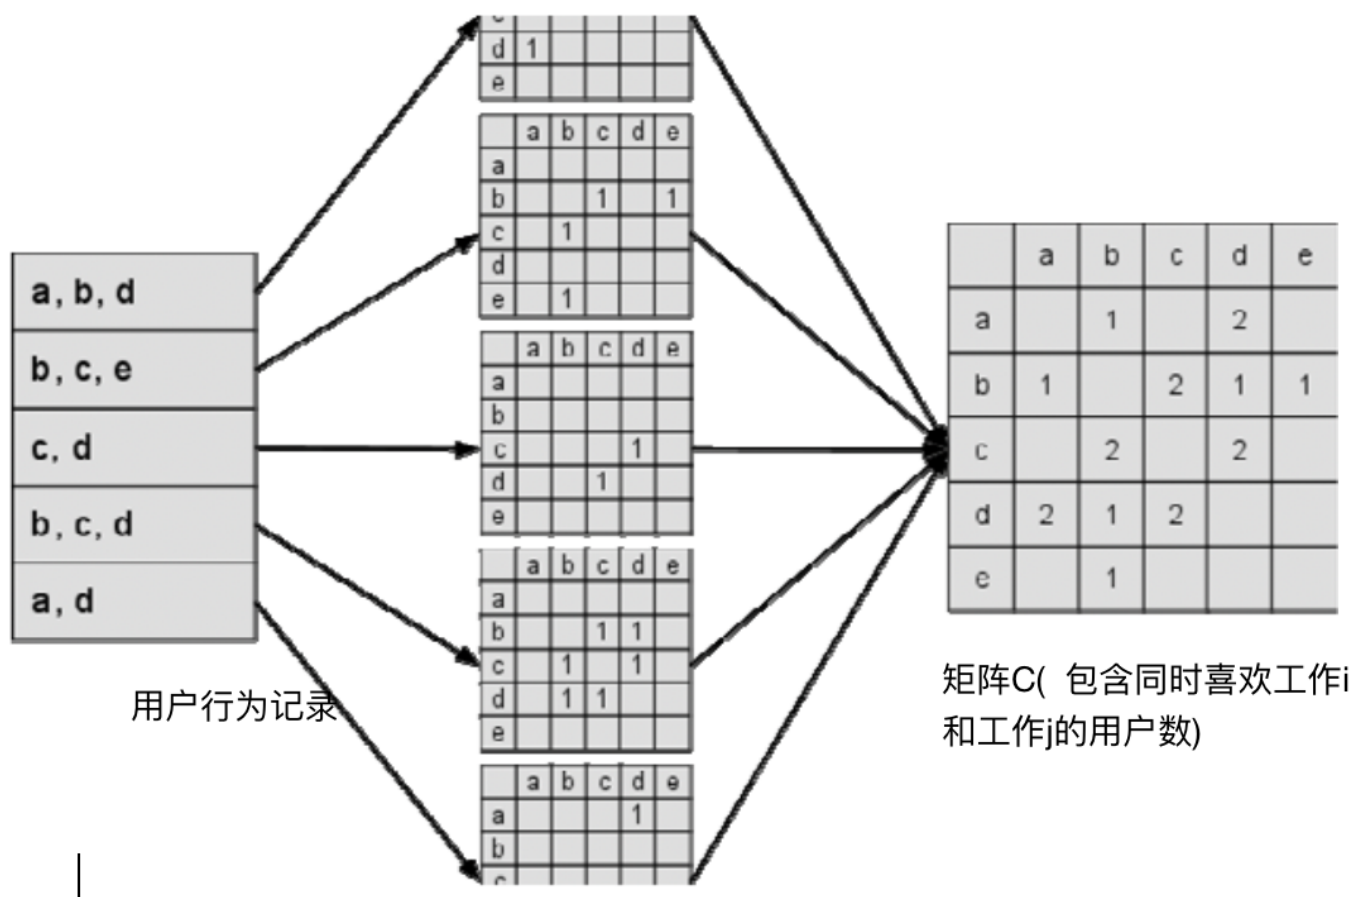 a, b, d
b, c, e
c, d
b, c, d
a, d
用户行为记录
d 1
e
a b c d e
a
b 1 1
c 1
d
e 1
a b c d e
a
b
c 1
d 1
e
a b c d e
a
b 1 1
c 1 1
d 1 1
e
a b c d e
a 1
b
a b c d e
a 1 2
b 1 2 1 1
c 2 2
d 2 1 2
e 1
矩阵C( 包含同时喜欢工作i
和工作j的用户数)